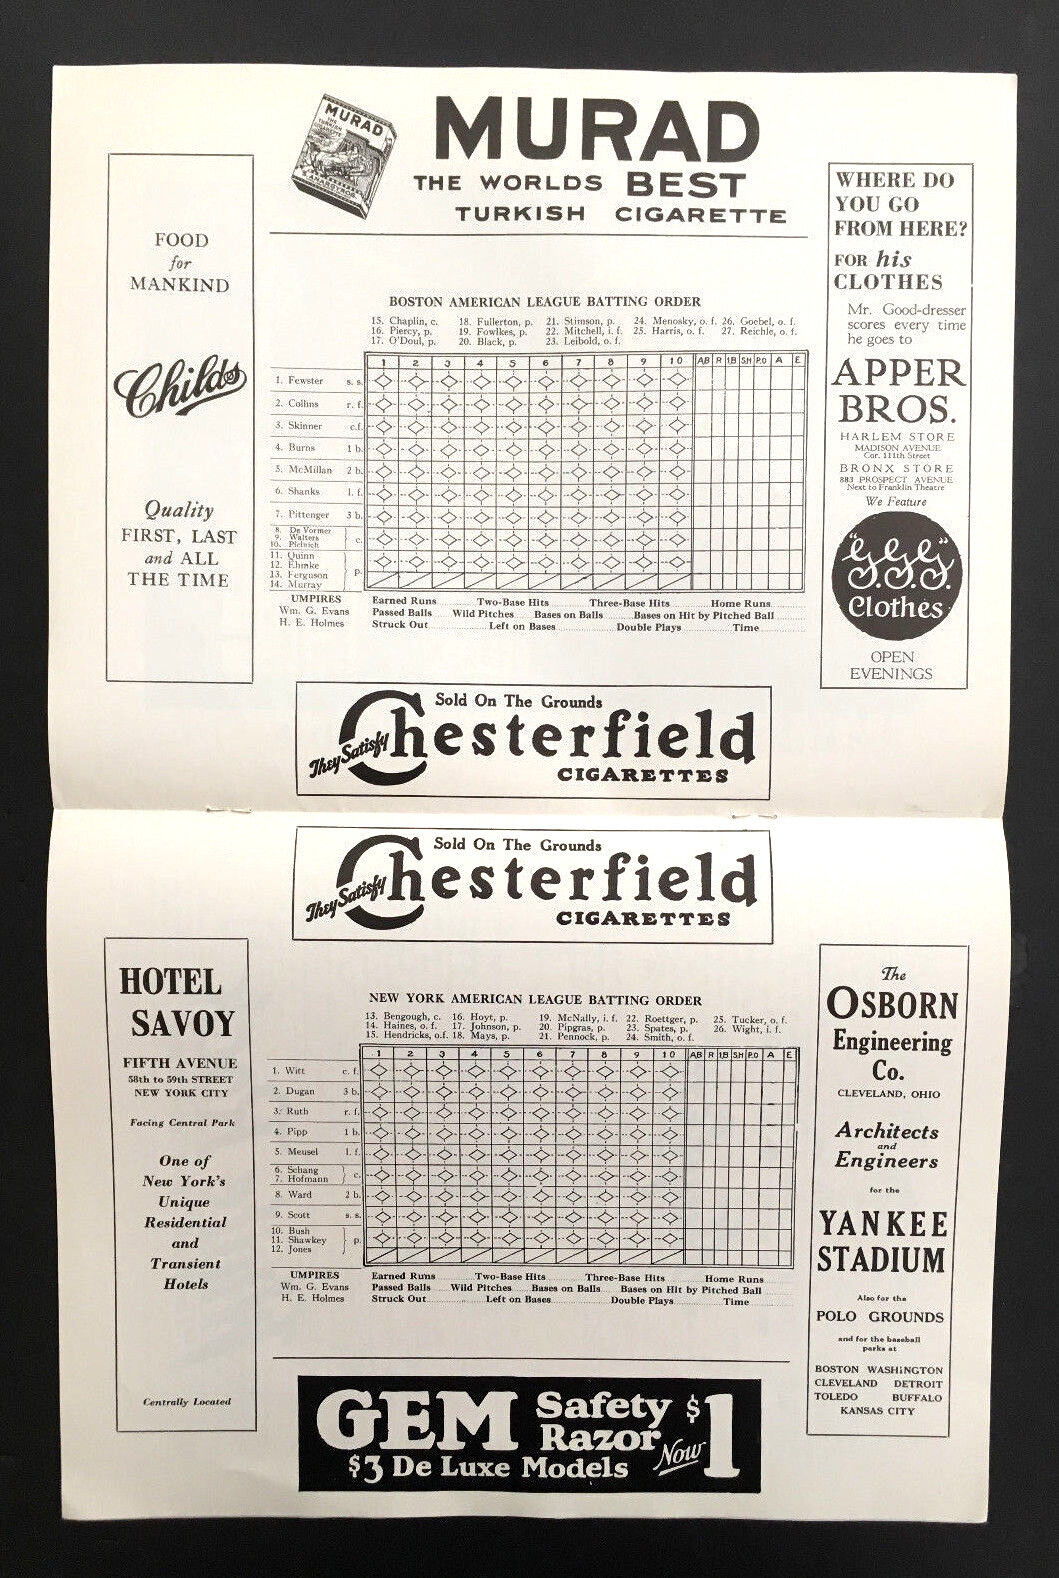 MURAD
MURAD
THE
TURKISH
CIGARETTE
THE WORLDS BEST
TURKISH CIGARETTE
FOOD
for
MANKIND
Childs
Quality
FIRST, LAST
and ALL
THE TIME
BOSTON AMERICAN LEAGUE BATTING ORDER
15. Chaplin, c. 18. Fullerton, p. 21. Stimson, p. 24. Menosky, o. f. 26. Goebel, o. f.
16. Piercy, p. 19. Fowlkes, p. 22. Mitchell, i. f. 25. Harris, o. f. 27. Reichle, o. f.
17. O'Doul, p. 20. Black, p. 23. Leibold, o. f.
1 2 3 4 5 6 7 8 9 10 A.B R 1.B S.H P.O A E
1. Fewster s. s.
2. Collins r. f.
3. Skinner c.f.
4. Burns 1 b.
5. McMillan 2 b.
6. Shanks l. f.
7. Pittenger 3 b.
8. De Vormer
9. Walters c.
10. Picinich
11. Quinn
12. Ehmke p.
13. Ferguson
14. Murray
UMPIRES
Wm. G. Evans
H. E. Holmes
Earned Runs Two-Base Hits Three-Base Hits Home Runs
Passed Balls Wild Pitches Bases on Balls Bases on Hit by Pitched Ball
Struck Out Left on Bases Double Plays Time
WHERE DO
YOU GO
FROM HERE?
FOR his
CLOTHES
Mr. Good-dresser
scores every time
he goes to
APPER
BROS.
HARLEM STORE
MADISON AVENUE
Cor. 111th Street
BRONX STORE
883 PROSPECT AVENUE
Next to Franklin Theatre
We Feature
"G.G.G."
Clothes
OPEN
EVENINGS
Sold On The Grounds
They Satisfy
Chesterfield
CIGARETTES
Sold On The Grounds
They Satisfy
Chesterfield
CIGARETTES
HOTEL
SAVOY
FIFTH AVENUE
58th to 59th STREET
NEW YORK CITY
Facing Central Park
One of
New York's
Unique
Residential
and
Transient
Hotels
Centrally Located
NEW YORK AMERICAN LEAGUE BATTING ORDER
13. Bengough, c. 16. Hoyt, p. 19. McNally, i. f. 22. Roettger, p. 25. Tucker, o. f.
14. Haines, o. f. 17. Johnson, p. 20. Pipgras, p. 23. Spates, p. 26. Wight, i. f.
15. Hendricks, o.f. 18. Mays, p. 21. Pennock, p. 24. Smith, o. f.
1 2 3 4 5 6 7 8 9 10 A.B R 1.B S.H P.O A E
1. Witt c. f.
2. Dugan 3 b.
3. Ruth r. f.
4. Pipp 1 b.
5. Meusel l. f.
6. Schang
7. Hofmann c.
8. Ward 2 b.
9. Scott s. s.
10. Bush
11. Shawkey p.
12. Jones
UMPIRES
Wm. G. Evans
H. E. Holmes
Earned Runs Two-Base Hits Three-Base Hits Home Runs
Passed Balls Wild Pitches Bases on Balls Bases on Hit by Pitched Ball
Struck Out Left on Bases Double Plays Time
The
OSBORN
Engineering
Co.
CLEVELAND, OHIO
Architects
and
Engineers
for the
YANKEE
STADIUM
Also for the
POLO GROUNDS
and for the baseball
parks at
BOSTON WASHINGTON
CLEVELAND DETROIT
TOLEDO BUFFALO
KANSAS CITY
GEM Safety
Razor
$3 De Luxe Models
Now $1